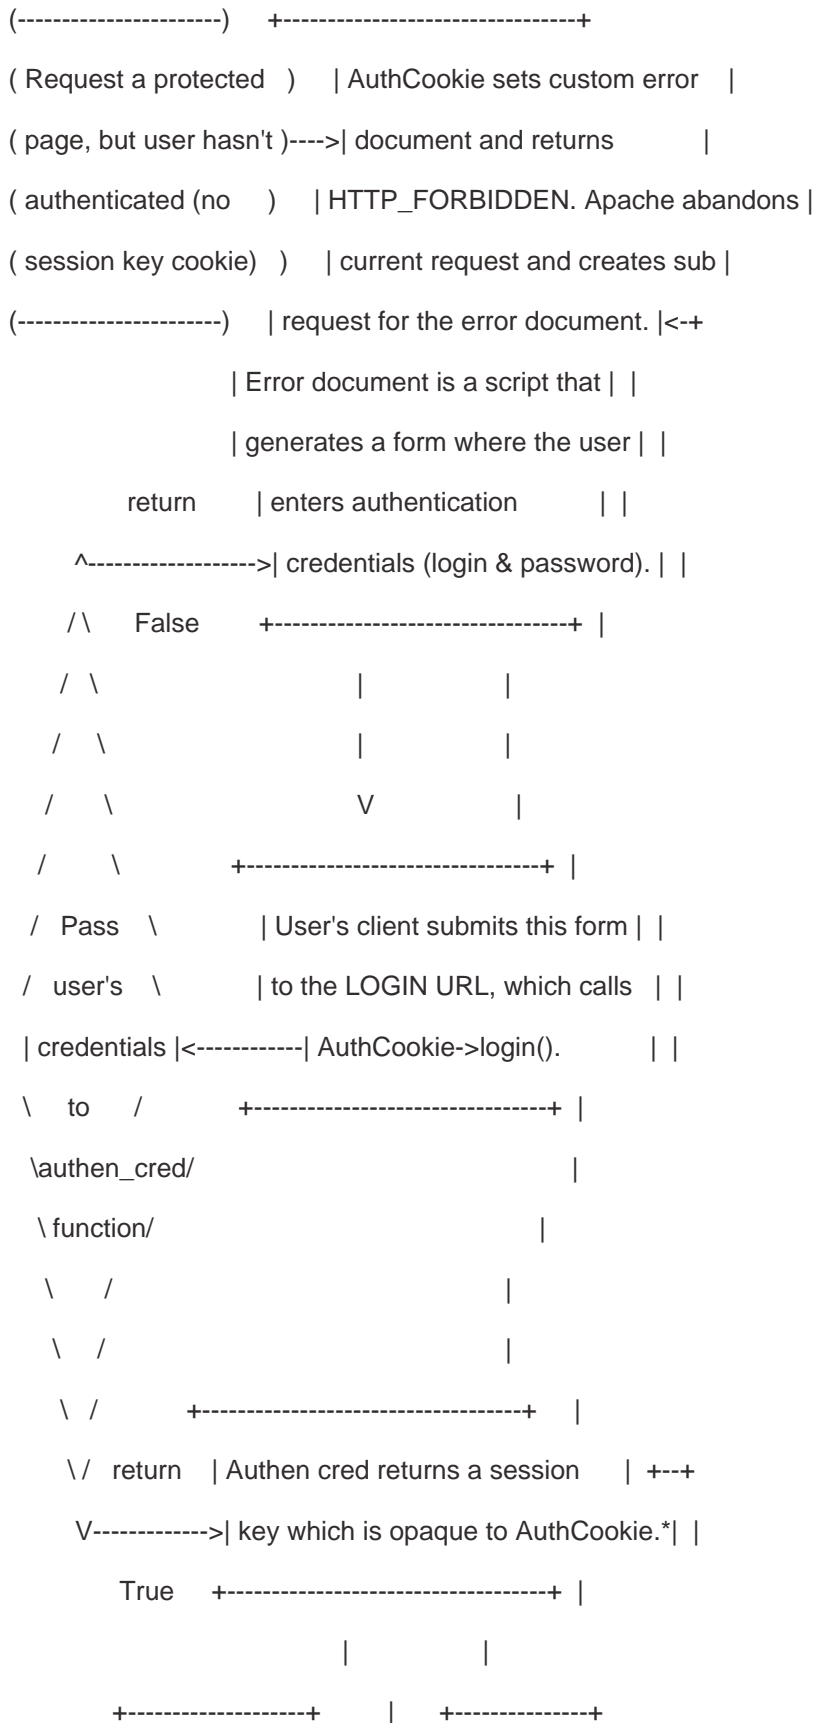 (-----------------------)     +---------------------------------+
( Request a protected   )     | AuthCookie sets custom error    |
( page, but user hasn't )---->| document and returns            |
( authenticated (no     )     | HTTP_FORBIDDEN. Apache abandons |
( session key cookie)   )     | current request and creates sub |
(-----------------------)     | request for the error document. |<-+
| Error document is a script that |  |
| generates a form where the user |  |
return        | enters authentication           |  |
^------------------->| credentials (login & password). |  |
/ \      False        +---------------------------------+  |
/   \                                   |                   |
/     \                                 |                   |
/       \                                V                   |
/         \               +---------------------------------+  |
/   Pass    \              | User's client submits this form |  |
/   user's    \            | to the LOGIN URL, which calls   |  |
| credentials |<------------| AuthCookie->login().            |  |
\     to      /             +---------------------------------+  |
\authen_cred/                                                  |
\ function/                                                   |
\       /                                                    |
\     /                                                     |
\   /            +-----------------------------------+     |
\ /   return    | Authen cred returns a session     |  +--+
V------------->| key which is opaque to AuthCookie.*|  |
True     +-----------------------------------+  |
|                  |
+--------------------+          |      +---------------+